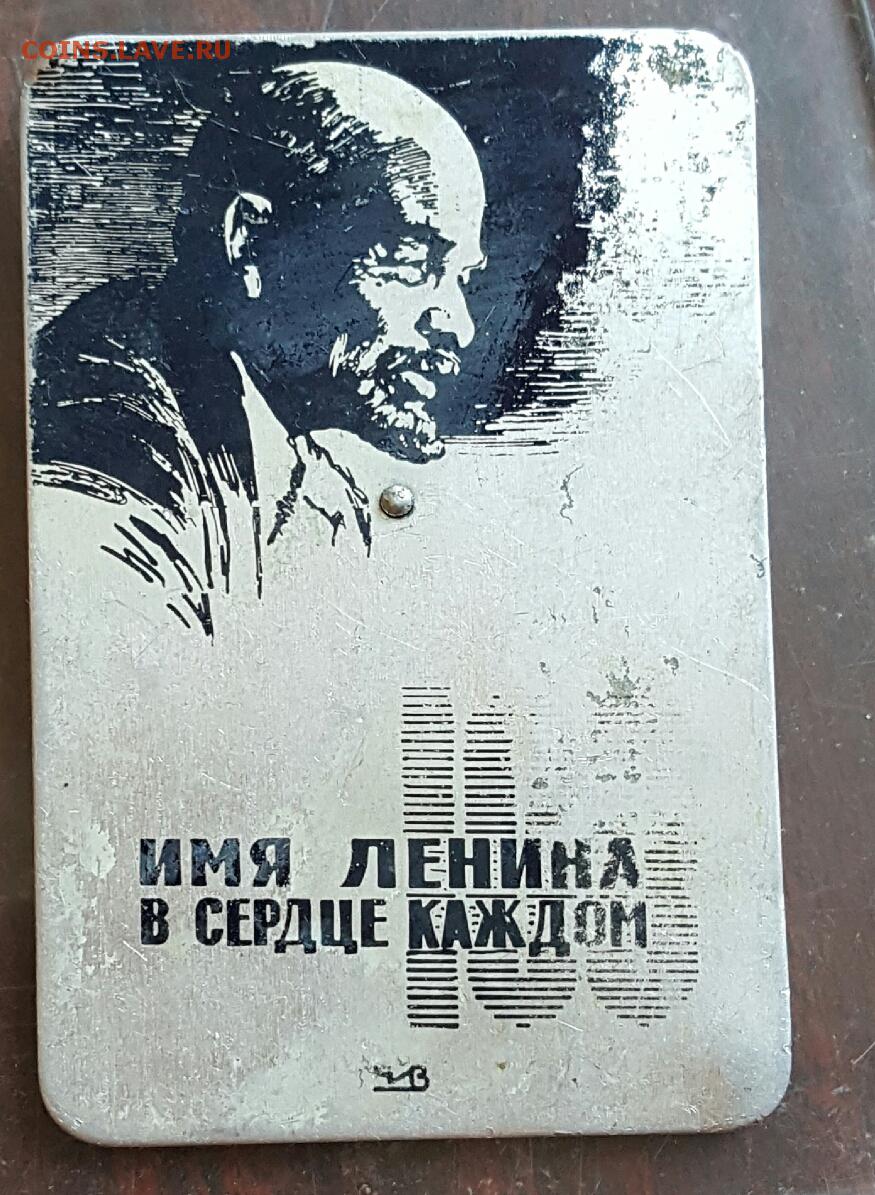 COINS.LAVE.RU
100
ИМЯ ЛЕНИНА
В СЕРДЦЕ КАЖДОМ